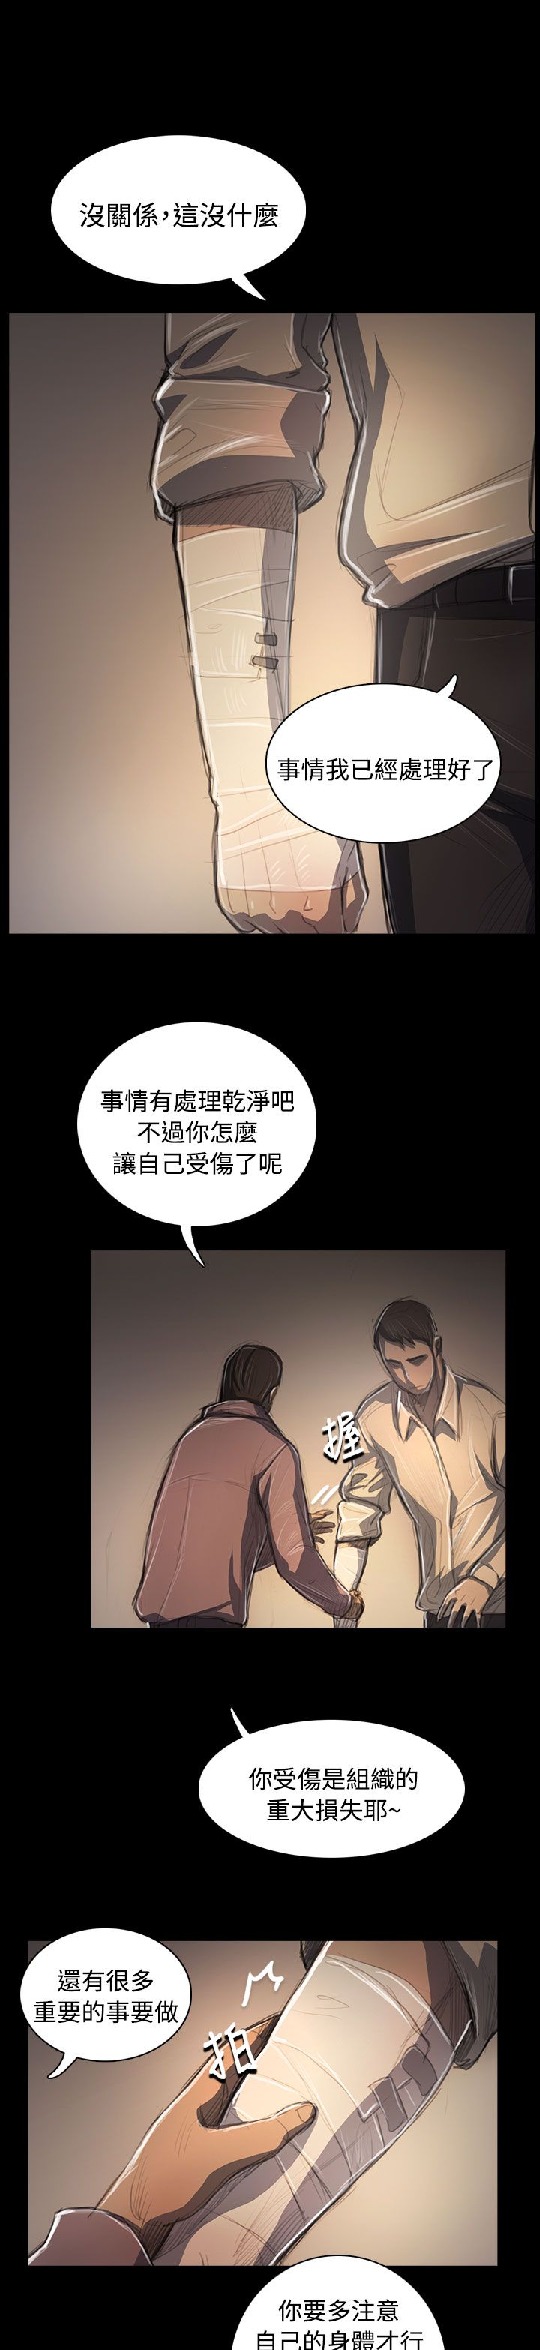 沒關係,這沒什麼
事情我已經處理好了
事情有處理乾淨吧
不過你怎麼
讓自己受傷了呢
握
你受傷是組織的
重大損失耶~
還有很多
重要的事要做
拍
你要多注意
自己的身體才行